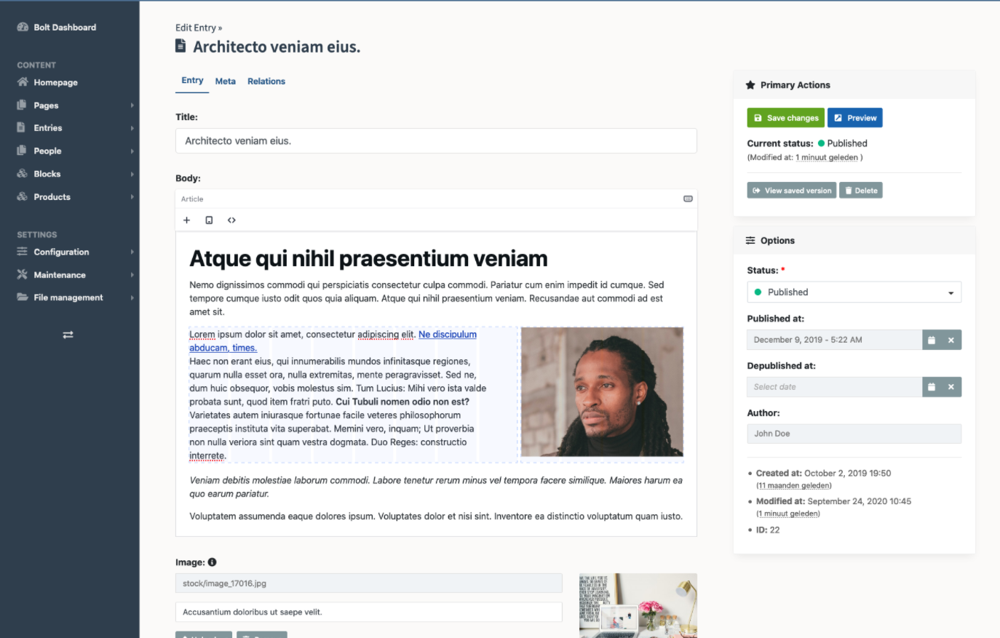 Bolt Dashboard
CONTENT
Homepage
Pages
Entries
People
Blocks
Products
SETTINGS
Configuration
Maintenance
File management
Edit Entry »
Architecto veniam eius.
Entry Meta Relations
Title:
Architecto veniam eius.
Body:
Article
Atque qui nihil praesentium veniam
Nemo dignissimos commodi qui perspiciatis consectetur culpa commodi. Pariatur cum enim impedit id cumque. Sed
tempore cumque iusto odit quos quia aliquam. Atque qui nihil praesentium veniam. Recusandae aut commodi ad est
amet sit.
Lorem ipsum dolor sit amet, consectetur adipiscing elit. Ne discipulum
abducam, times.
Haec non erant eius, qui innumerabilis mundos infinitasque regiones,
quarum nulla esset ora, nulla extremitas, mente peragravisset. Sed ne,
dum huic obsequor, vobis molestus sim. Tum Lucius: Mihi vero ista valde
probata sunt, quod item fratri puto. Cui Tubuli nomen odio non est?
Varietates autem iniurasque fortunae facile veteres philosophorum
praeceptis instituta vita superabat. Memini vero, inquam; Ut proverbia
non nulla veriora sint quam vestra dogmata. Duo Reges: constructio
interrete.
Veniam debitis molestiae laborum commodi. Labore tenetur rerum minus vel tempora facere similique. Maiores harum ea
quo earum pariatur.
Voluptatem assumenda eaque dolores ipsum. Voluptates dolor et nisi sint. Inventore ea distinctio voluptatum quam iusto.
Image:
stock/image_17016.jpg
Accusantium doloribus ut saepe velit.
Primary Actions
Save changes Preview
Current status: Published
(Modified at: 1 minuut geleden )
View saved version Delete
Options
Status: *
Published
Published at:
December 9, 2019 - 5:22 AM
Depublished at:
Select date
Author:
John Doe
Created at: October 2, 2019 19:50
(11 maanden geleden)
Modified at: September 24, 2020 10:45
(1 minuut geleden)
ID: 22